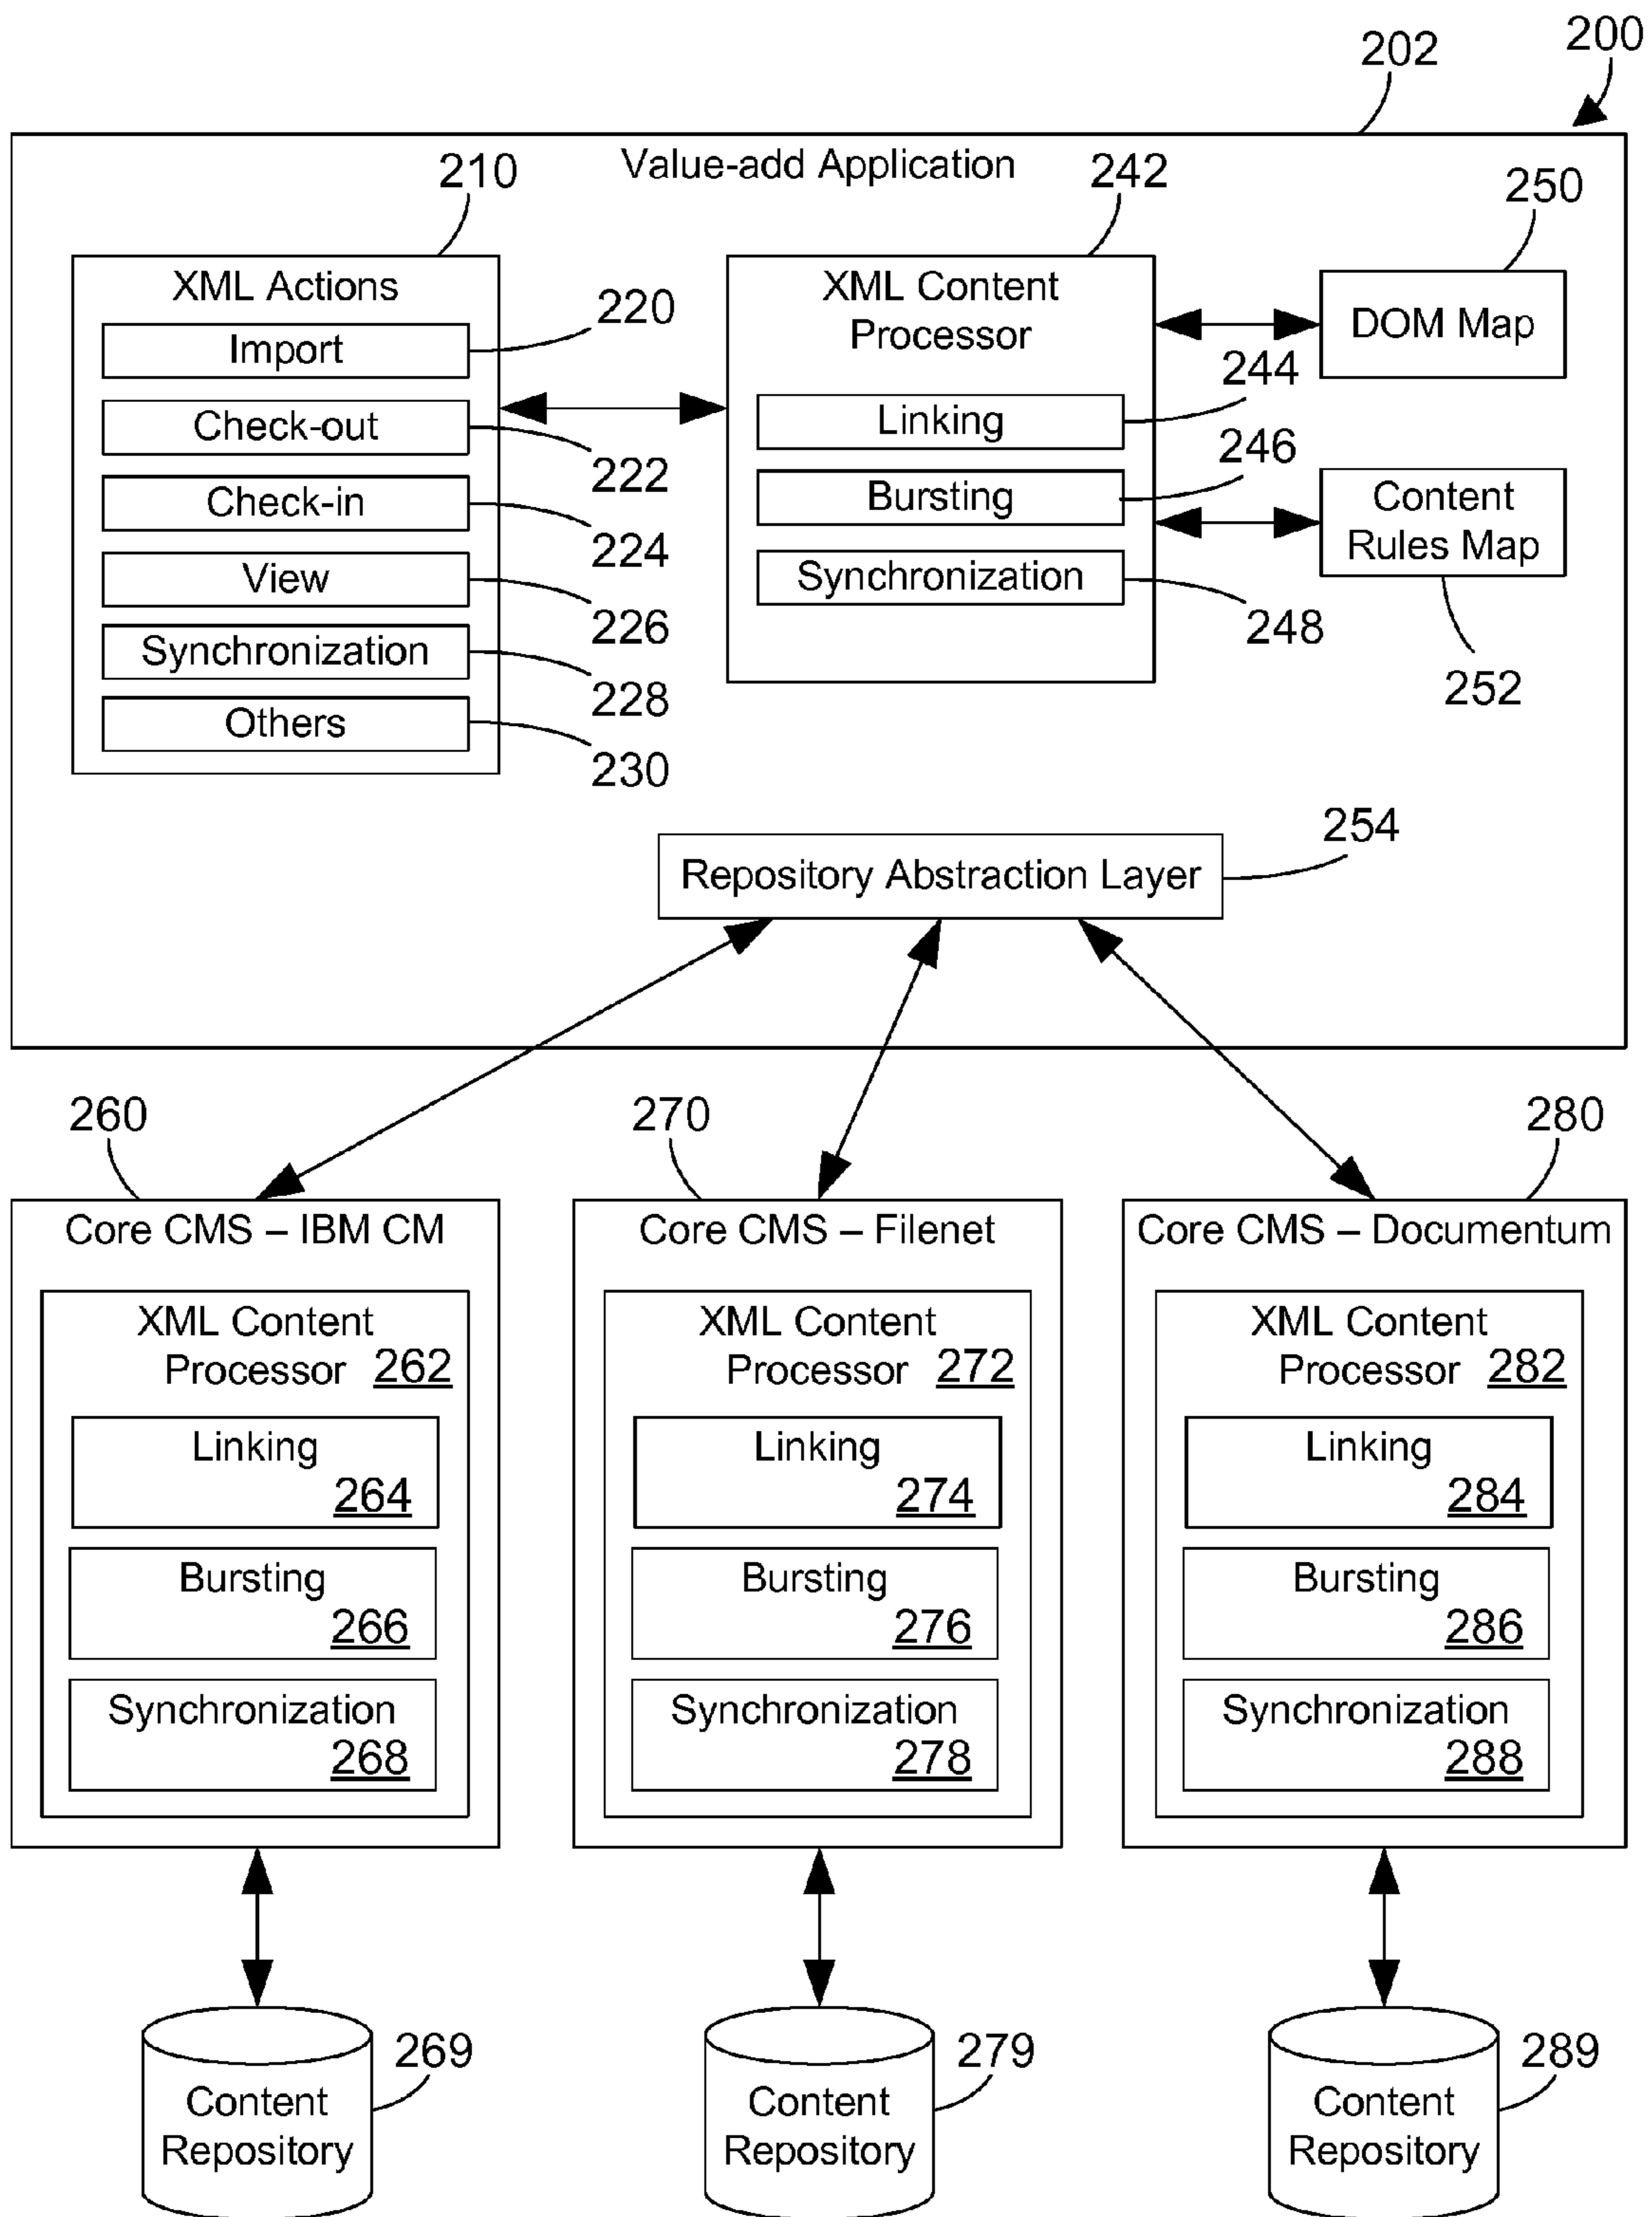 200
202
Value-add Application
210
242
250
XML Actions
Import
220
Check-out
222
Check-in
224
View
226
Synchronization
228
Others
230
XML Content
Processor
244
Linking
246
Bursting
Synchronization
248
DOM Map
Content
Rules Map
252
254
Repository Abstraction Layer
260
Core CMS – IBM CM
XML Content
Processor 262
Linking
264
Bursting
266
Synchronization
268
269
Content
Repository
270
Core CMS – Filenet
XML Content
Processor 272
Linking
274
Bursting
276
Synchronization
278
279
Content
Repository
280
Core CMS – Documentum
XML Content
Processor 282
Linking
284
Bursting
286
Synchronization
288
289
Content
Repository